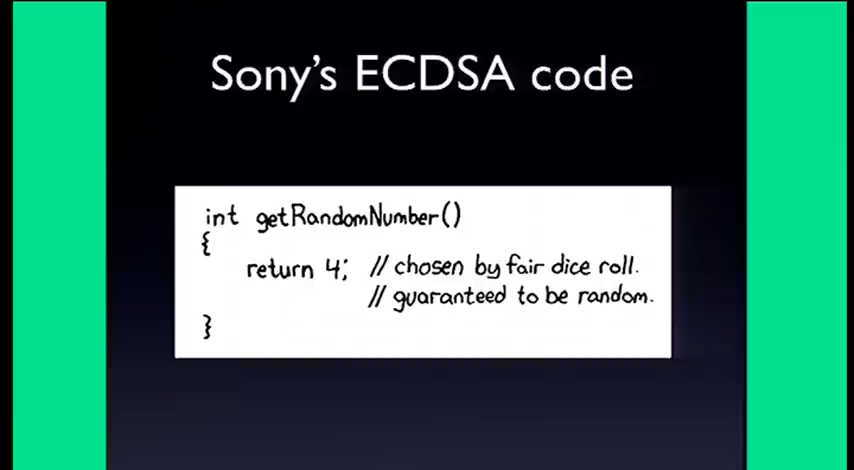 Sony's ECDSA code
int getRandomNumber()
{
return 4; // chosen by fair dice roll.
// guaranteed to be random.
}